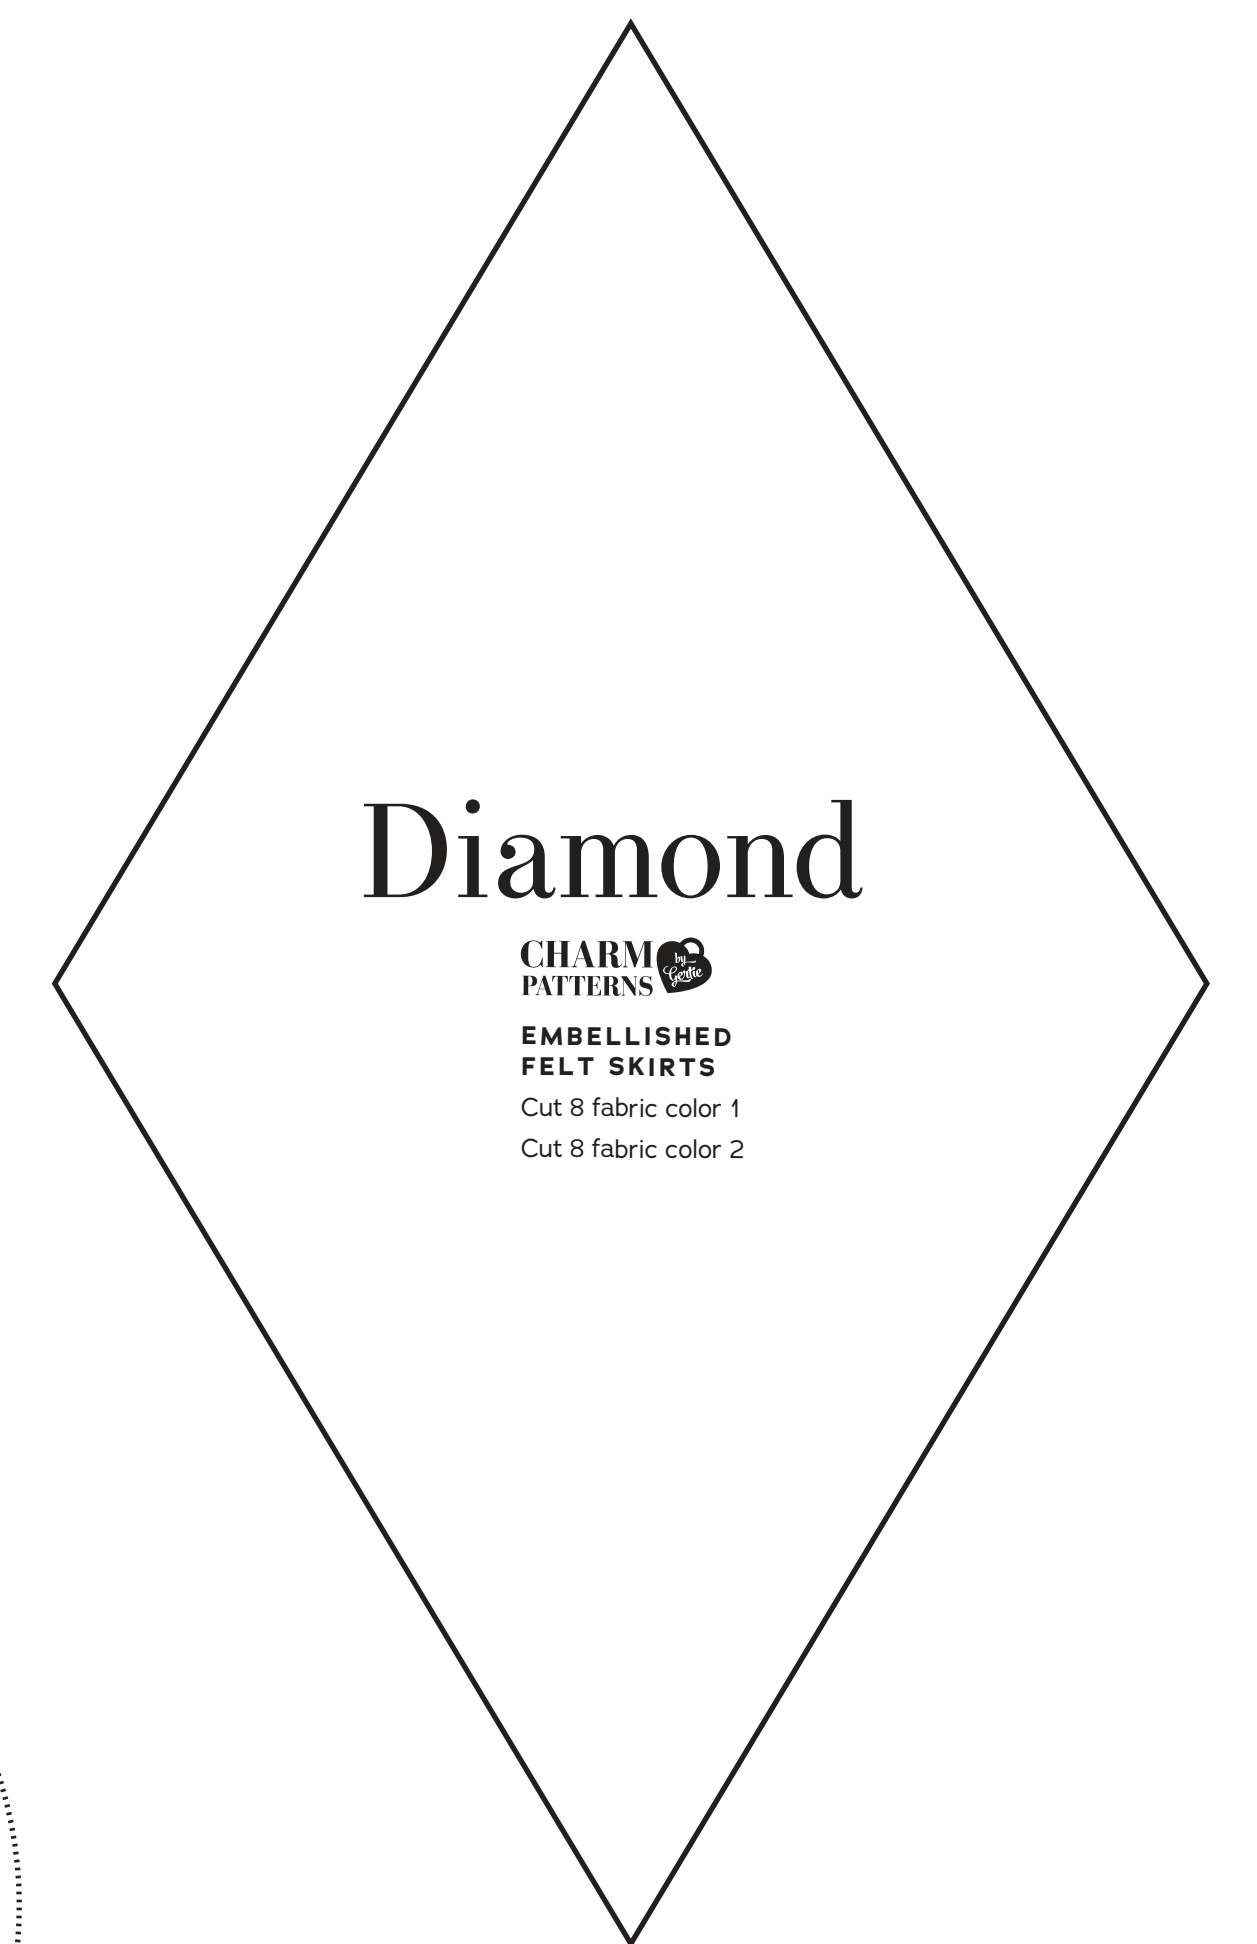 Diamond
CHARM
PATTERNS
by
Gertie
EMBELLISHED
FELT SKIRTS
Cut 8 fabric color 1
Cut 8 fabric color 2